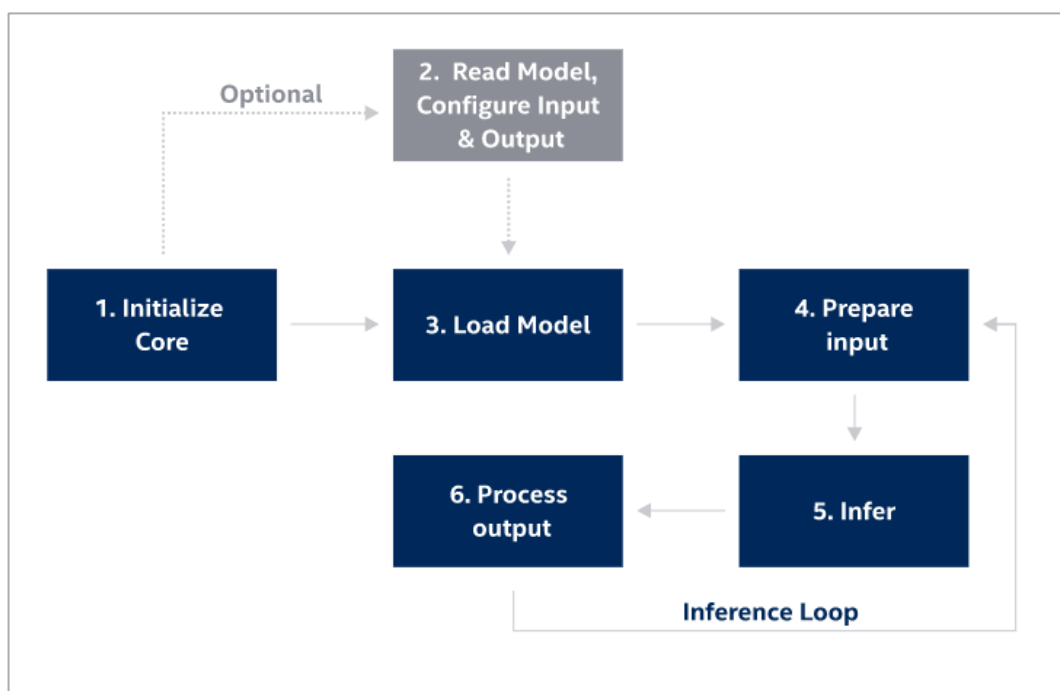 2. Read Model,
Configure Input
& Output
Optional
1. Initialize
Core
3. Load Model
4. Prepare
input
6. Process
output
5. Infer
Inference Loop